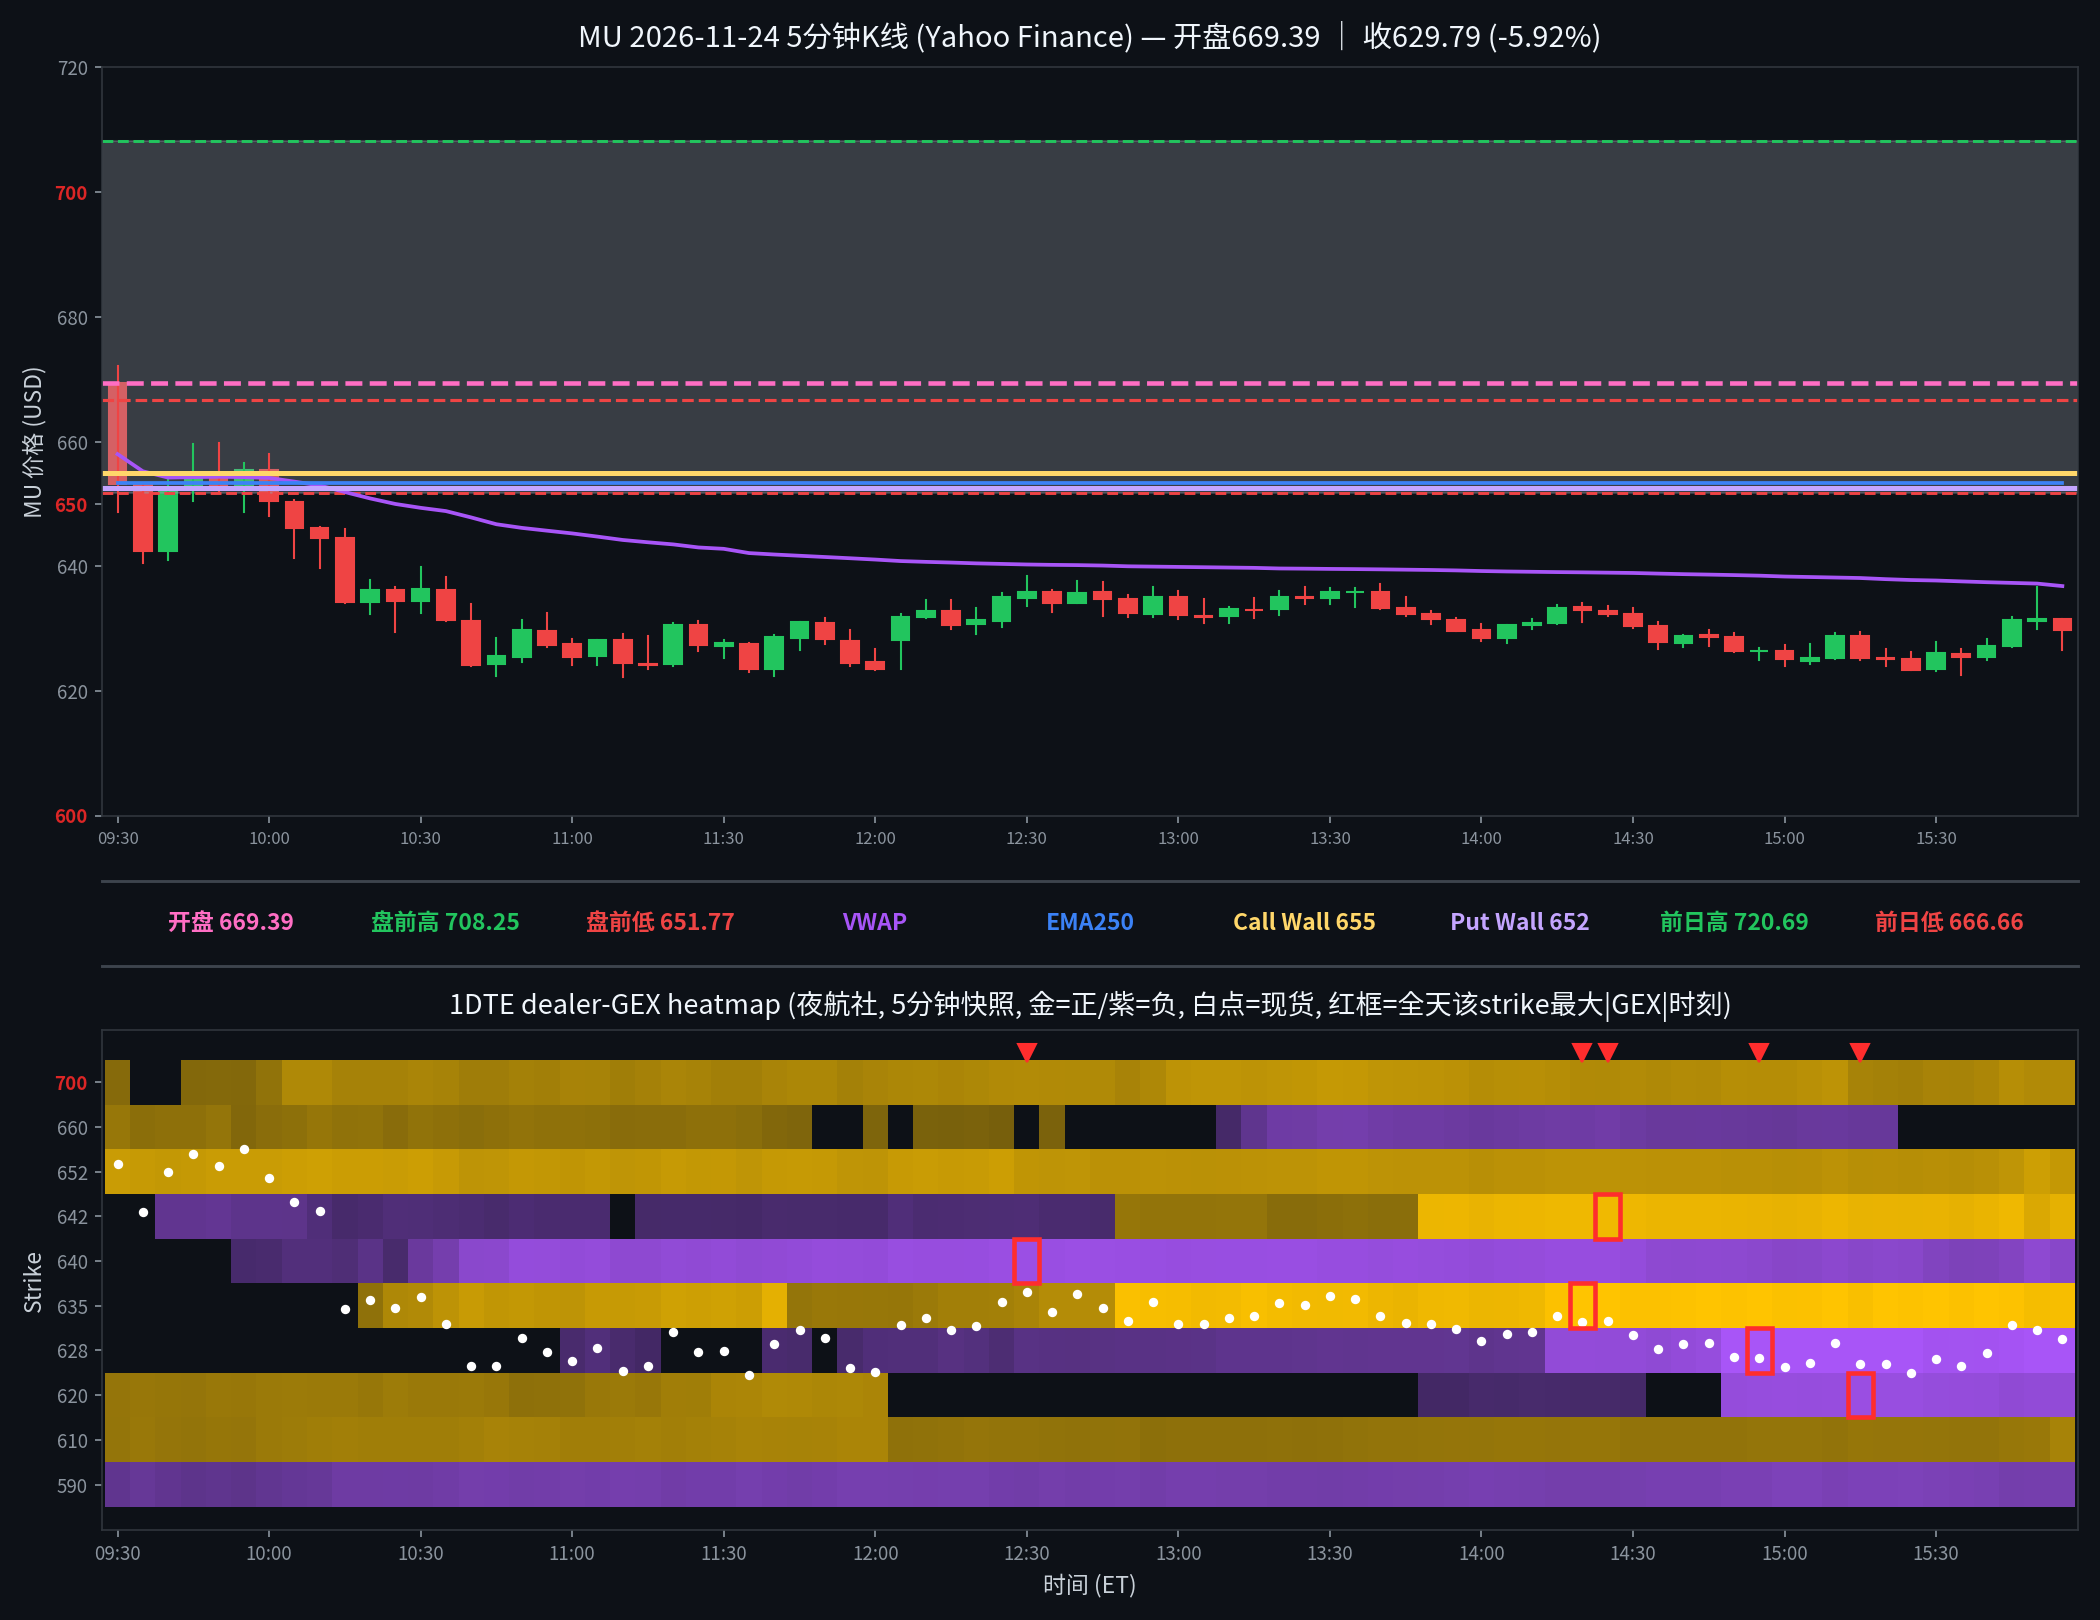 MU 2026-11-24 5分钟K线 (Yahoo Finance) — 开盘669.39 ｜ 收629.79 (-5.92%)
MU 价格 (USD)
720
700
680
660
650
640
620
600
09:30 10:00 10:30 11:00 11:30 12:00 12:30 13:00 13:30 14:00 14:30 15:00 15:30
开盘 669.39 盘前高 708.25 盘前低 651.77 VWAP EMA250 Call Wall 655 Put Wall 652 前日高 720.69 前日低 666.66
1DTE dealer-GEX heatmap (夜航社, 5分钟快照, 金=正/紫=负, 白点=现货, 红框=全天该strike最大|GEX|时刻)
Strike
700
660
652
642
640
635
628
620
610
590
09:30 10:00 10:30 11:00 11:30 12:00 12:30 13:00 13:30 14:00 14:30 15:00 15:30
时间 (ET)